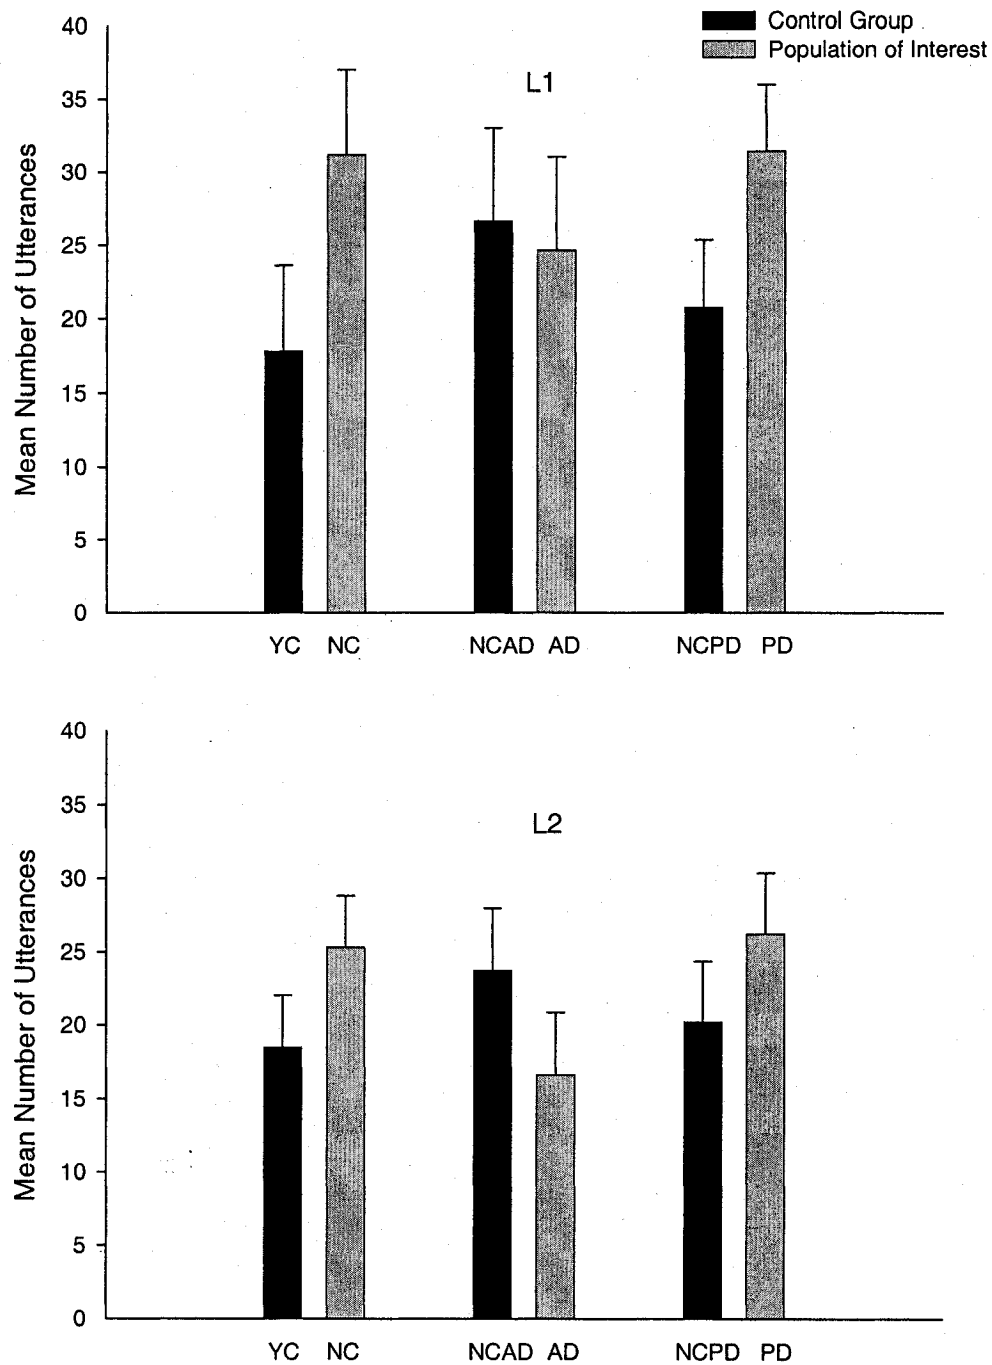 Control Group
Population of Interest
L1
Mean Number of Utterances
40
35
30
25
20
15
10
5
0
YC NC NCAD AD NCPD PD
L2
Mean Number of Utterances
40
35
30
25
20
15
10
5
0
YC NC NCAD AD NCPD PD